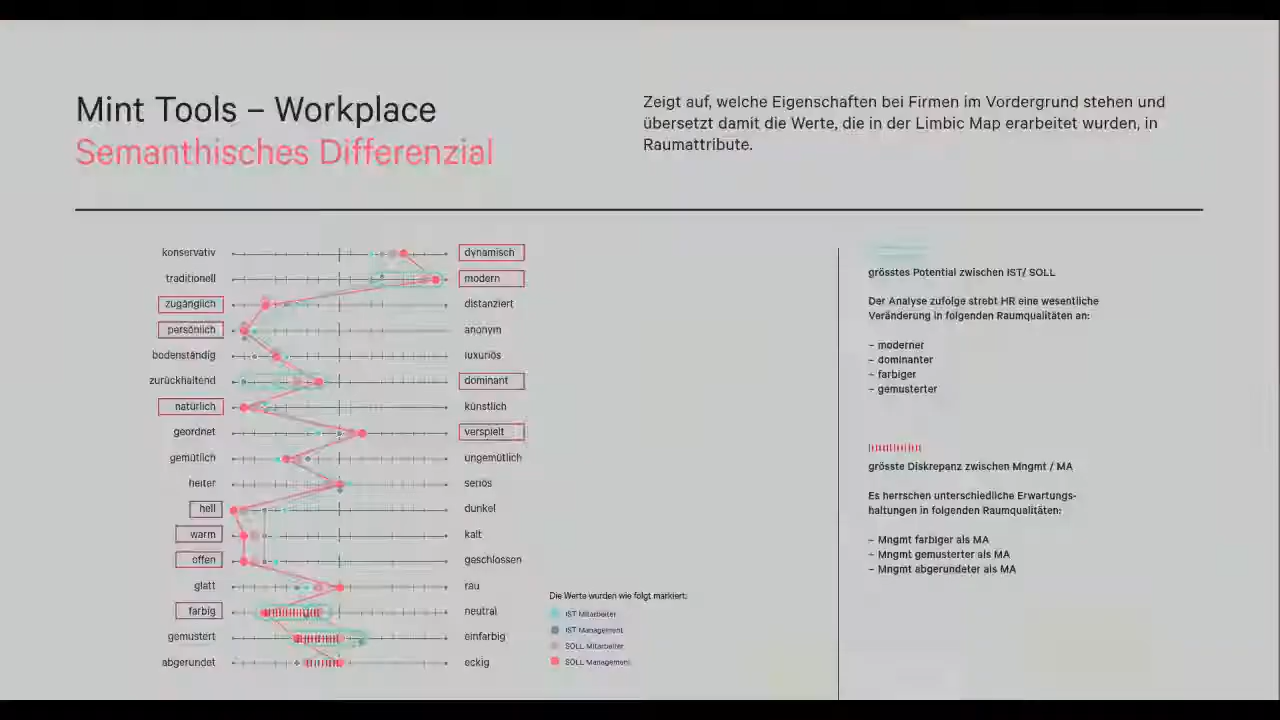 Mint Tools – Workplace
Semanthisches Differenzial
Zeigt auf, welche Eigenschaften bei Firmen im Vordergrund stehen und
übersetzt damit die Werte, die in der Limbic Map erarbeitet wurden, in
Raumattribute.
konservativ dynamisch
traditionell modern
zugänglich distanziert
persönlich anonym
bodenständig luxuriös
zurückhaltend dominant
natürlich künstlich
geordnet verspielt
gemütlich ungemütlich
heiter seriös
hell dunkel
warm kalt
offen geschlossen
glatt rau
farbig neutral
gemustert einfarbig
abgerundet eckig
Die Werte wurden wie folgt markiert:
IST Mitarbeiter
IST Management
SOLL Mitarbeiter
SOLL Management
grösstes Potential zwischen IST/ SOLL
Der Analyse zufolge strebt HR eine wesentliche
Veränderung in folgenden Raumqualitäten an:
– moderner
– dominanter
– farbiger
– gemusterter
grösste Diskrepanz zwischen Mngmt / MA
Es herrschen unterschiedliche Erwartungs-
haltungen in folgenden Raumqualitäten:
– Mngmt farbiger als MA
– Mngmt gemusterter als MA
– Mngmt abgerundeter als MA